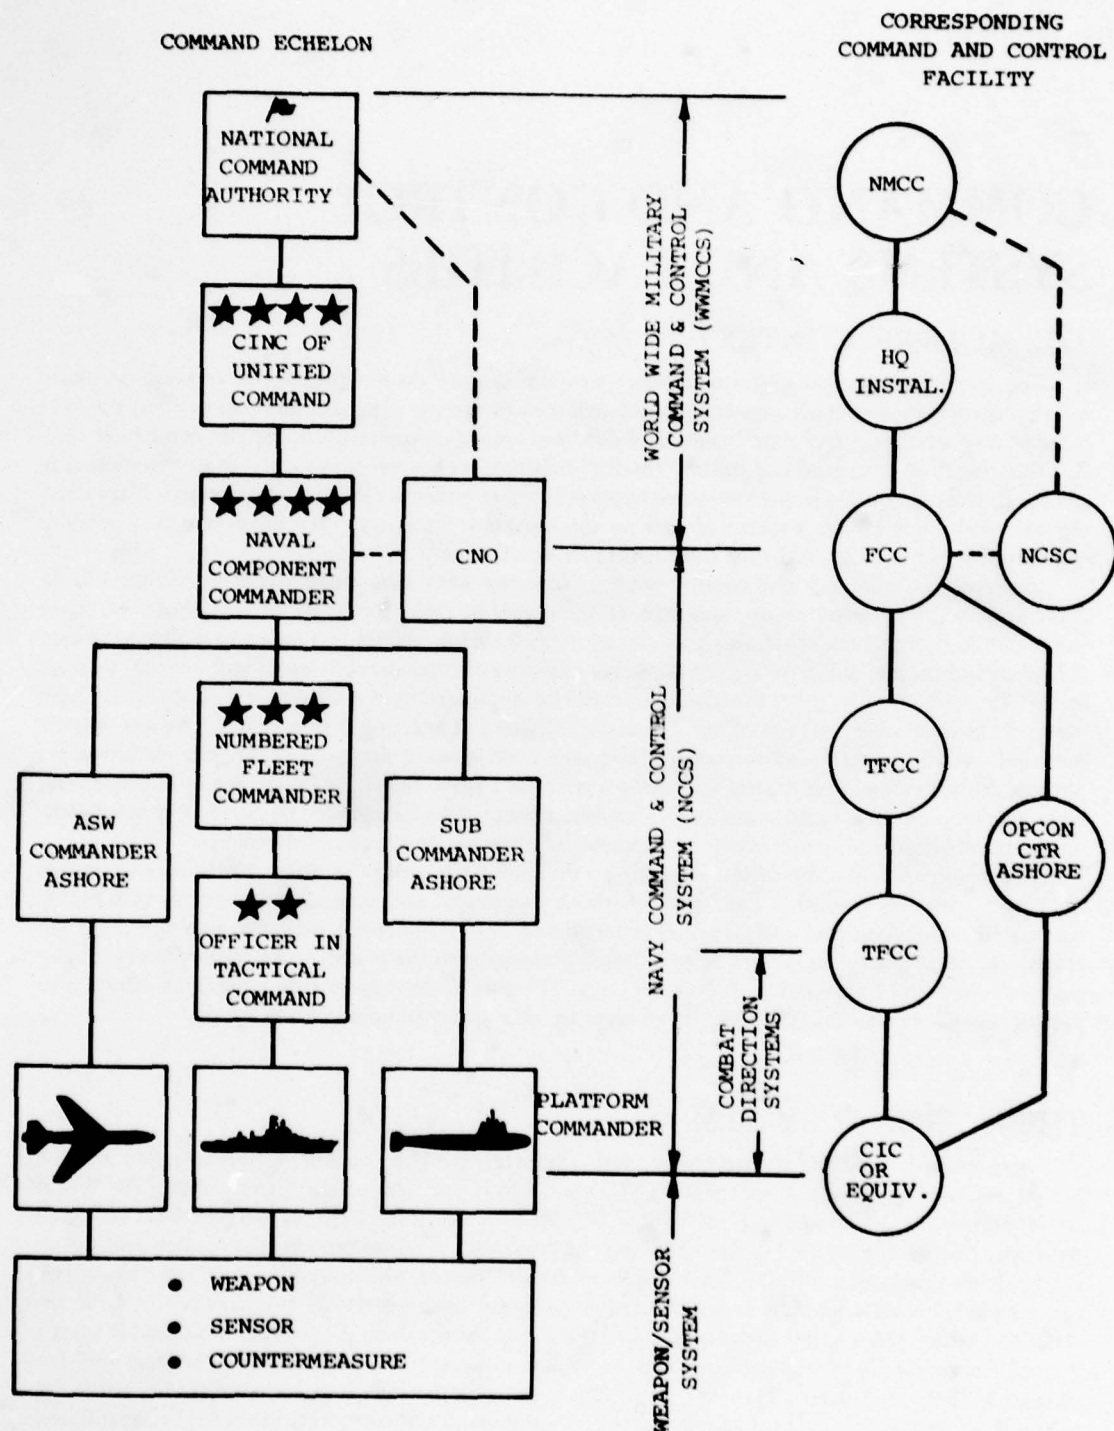 COMMAND ECHELON
CORRESPONDING
COMMAND AND CONTROL
FACILITY
NATIONAL
COMMAND
AUTHORITY
CINC OF
UNIFIED
COMMAND
NAVAL
COMPONENT
COMMANDER
CNO
NUMBERED
FLEET
COMMANDER
ASW
COMMANDER
ASHORE
SUB
COMMANDER
ASHORE
OFFICER IN
TACTICAL
COMMAND
PLATFORM
COMMANDER
● WEAPON
● SENSOR
● COUNTERMEASURE
WORLD WIDE MILITARY
COMMAND & CONTROL
SYSTEM (WWMCCS)
NAVY COMMAND & CONTROL
SYSTEM (NCCS)
COMBAT
DIRECTION
SYSTEMS
WEAPON/SENSOR
SYSTEM
NMCC
HQ
INSTAL.
FCC
NCSC
TFCC
OPCON
CTR
ASHORE
TFCC
CIC
OR
EQUIV.